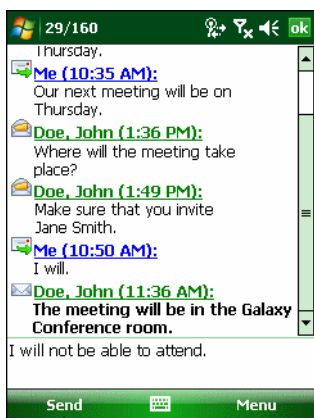 29/160
ok
Thursday.
Me (10:35 AM):
Our next meeting will be on
Thursday.
Doe, John (1:36 PM):
Where will the meeting take
place?
Doe, John (1:49 PM):
Make sure that you invite
Jane Smith.
Me (10:50 AM):
I will.
Doe, John (11:36 AM):
The meeting will be in the Galaxy
Conference room.
I will not be able to attend.
Send
Menu